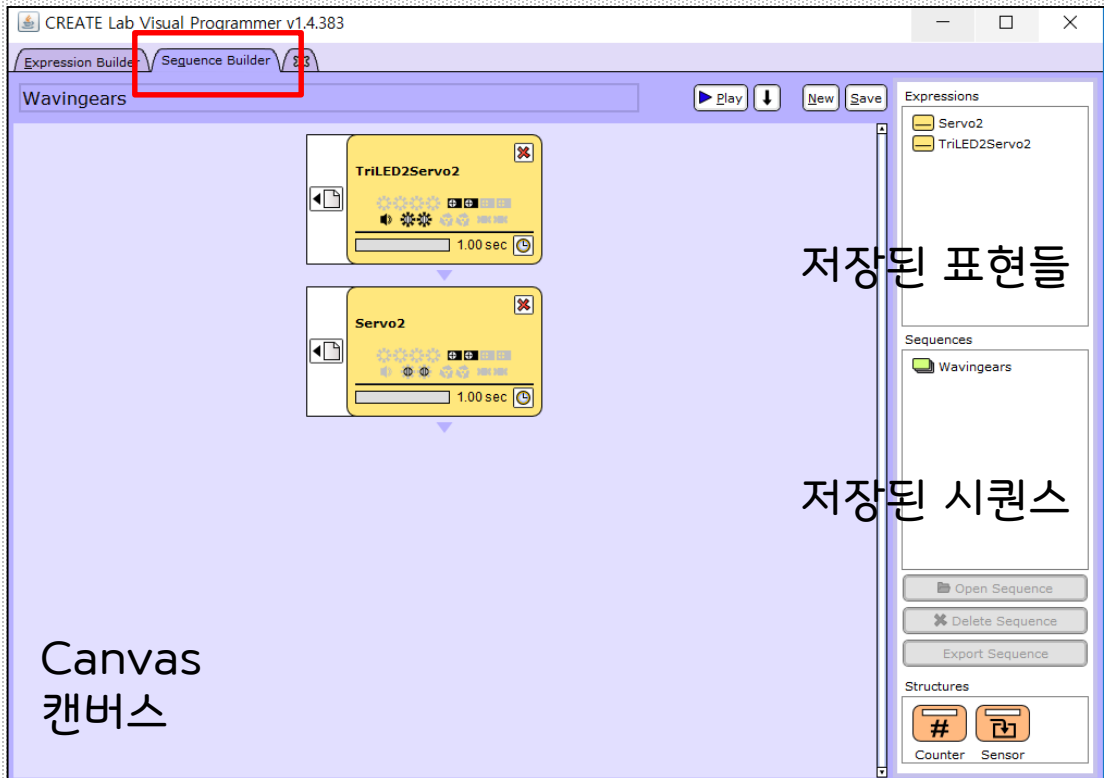 CREATE Lab Visual Programmer v1.4.383
Expression Builder Sequence Builder
Wavingears
Play New Save
TriLED2Servo2
1.00 sec
Servo2
1.00 sec
Canvas
캔버스
Expressions
Servo2
TriLED2Servo2
저장된 표현들
Sequences
Wavingears
저장된 시퀀스
Open Sequence
Delete Sequence
Export Sequence
Structures
#
Counter Sensor